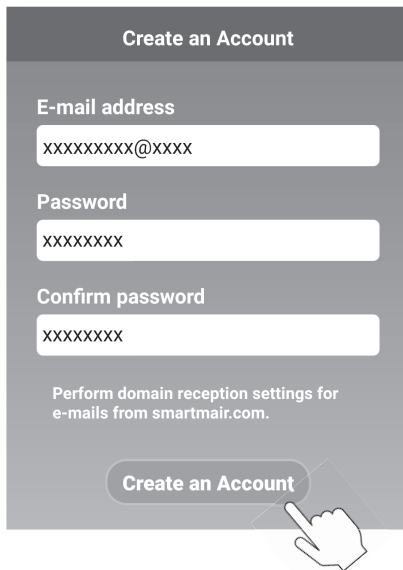 Create an Account
E-mail address
xxxxxxxxx@xxxx
Password
xxxxxxxx
Confirm password
xxxxxxxx
Perform domain reception settings for
e-mails from smartmair.com.
Create an Account